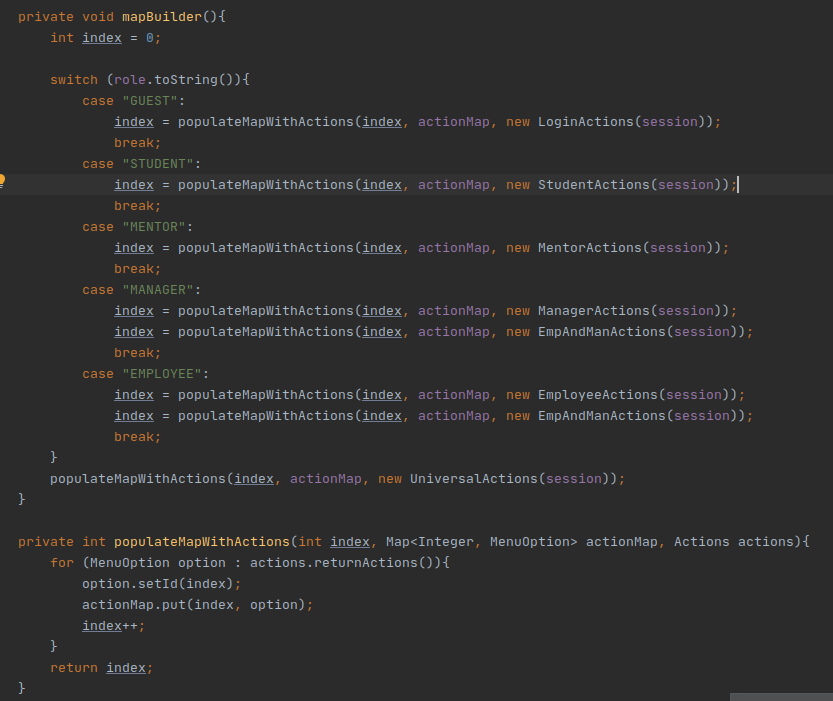 private void mapBuilder(){
    int index = 0;
    switch (role.toString()){
        case "GUEST":
            index = populateMapWithActions(index, actionMap, new LoginActions(session));
            break;
        case "STUDENT":
            index = populateMapWithActions(index, actionMap, new StudentActions(session));
            break;
        case "MENTOR":
            index = populateMapWithActions(index, actionMap, new MentorActions(session));
            break;
        case "MANAGER":
            index = populateMapWithActions(index, actionMap, new ManagerActions(session));
            index = populateMapWithActions(index, actionMap, new EmpAndManActions(session));
            break;
        case "EMPLOYEE":
            index = populateMapWithActions(index, actionMap, new EmployeeActions(session));
            index = populateMapWithActions(index, actionMap, new EmpAndManActions(session));
            break;
    }
    populateMapWithActions(index, actionMap, new UniversalActions(session));
}
private int populateMapWithActions(int index, Map<Integer, MenuOption> actionMap, Actions actions){
    for (MenuOption option : actions.returnActions()){
        option.setId(index);
        actionMap.put(index, option);
        index++;
    }
    return index;
}